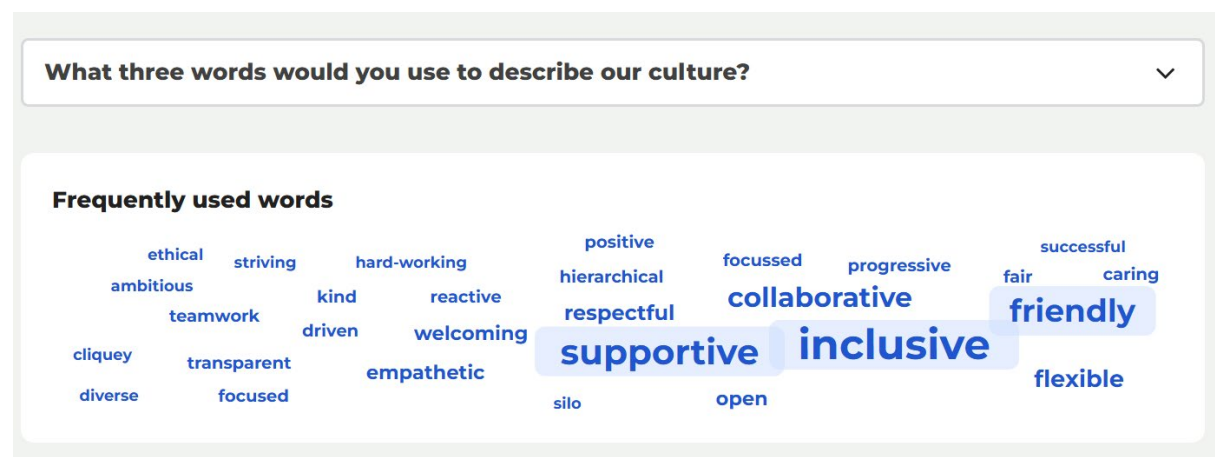 What three words would you use to describe our culture?
Frequently used words
positive
ethical striving hard-working focussed progressive successful
ambitious hierarchical fair caring
kind reactive collaborative
teamwork driven welcoming respectful friendly
cliquey transparent supportive inclusive
empathetic flexible
diverse focused silo open